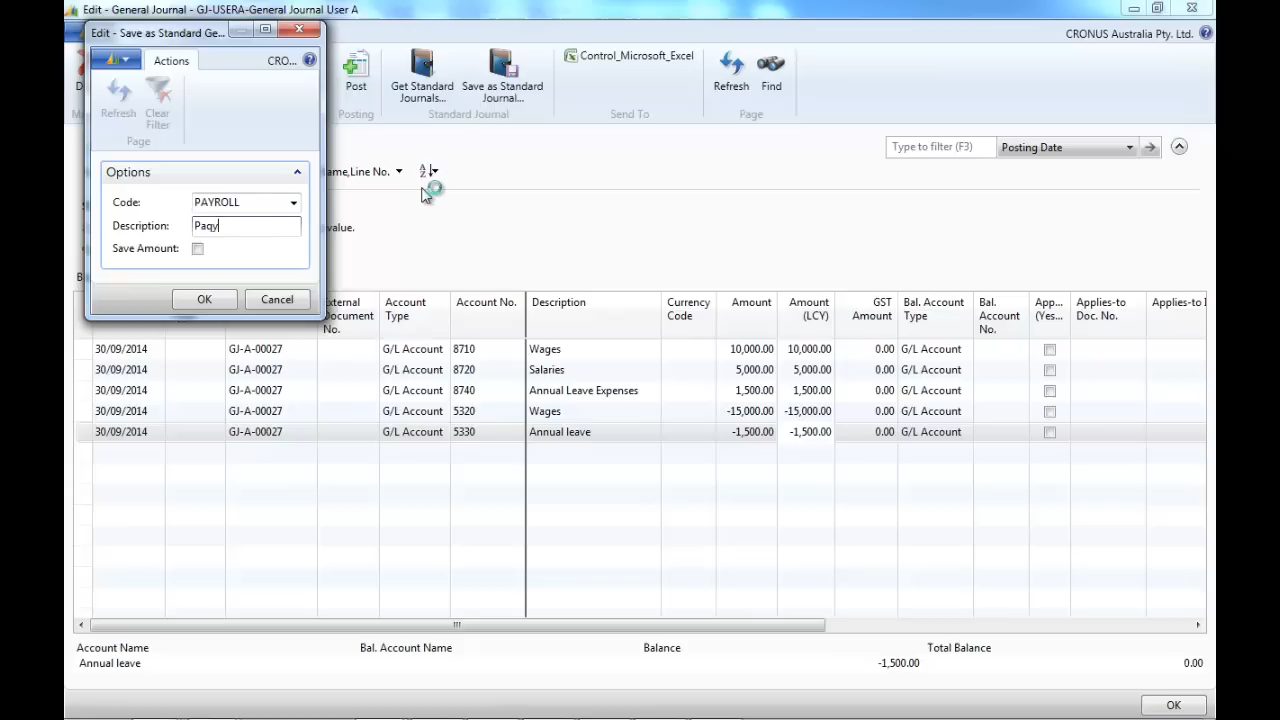 Edit - General Journal - GJ-USERA-General Journal User A
Edit - Save as Standard Ge...
CRONUS Australia Pty. Ltd.
Actions
CRO...
Refresh
Clear Filter
Page
Post
Posting
Get Standard Journals...
Save as Standard Journal...
Standard Journal
Control_Microsoft_Excel
Send To
Refresh
Find
Page
Type to filter (F3)
Posting Date
ame,Line No.
Options
Code: PAYROLL
Description: Paqy
value.
Save Amount:
OK Cancel
External Document No. Account Type Account No. Description Currency Code Amount Amount (LCY) GST Amount Bal. Account Type Bal. Account No. App... (Yes... Applies-to Doc. No. Applies-to I
30/09/2014 GJ-A-00027 G/L Account 8710 Wages 10,000.00 10,000.00 0.00 G/L Account
30/09/2014 GJ-A-00027 G/L Account 8720 Salaries 5,000.00 5,000.00 0.00 G/L Account
30/09/2014 GJ-A-00027 G/L Account 8740 Annual Leave Expenses 1,500.00 1,500.00 0.00 G/L Account
30/09/2014 GJ-A-00027 G/L Account 5320 Wages -15,000.00 -15,000.00 0.00 G/L Account
30/09/2014 GJ-A-00027 G/L Account 5330 Annual leave -1,500.00 -1,500.00 0.00 G/L Account
Account Name Bal. Account Name Balance Total Balance
Annual leave -1,500.00 0.00
OK